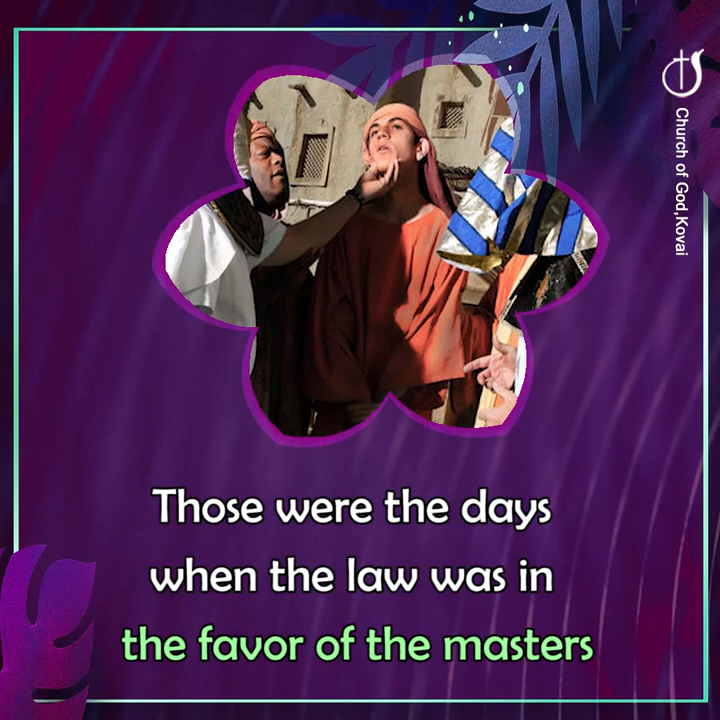 Church of God,Kovai
Those were the days
when the law was in
the favor of the masters